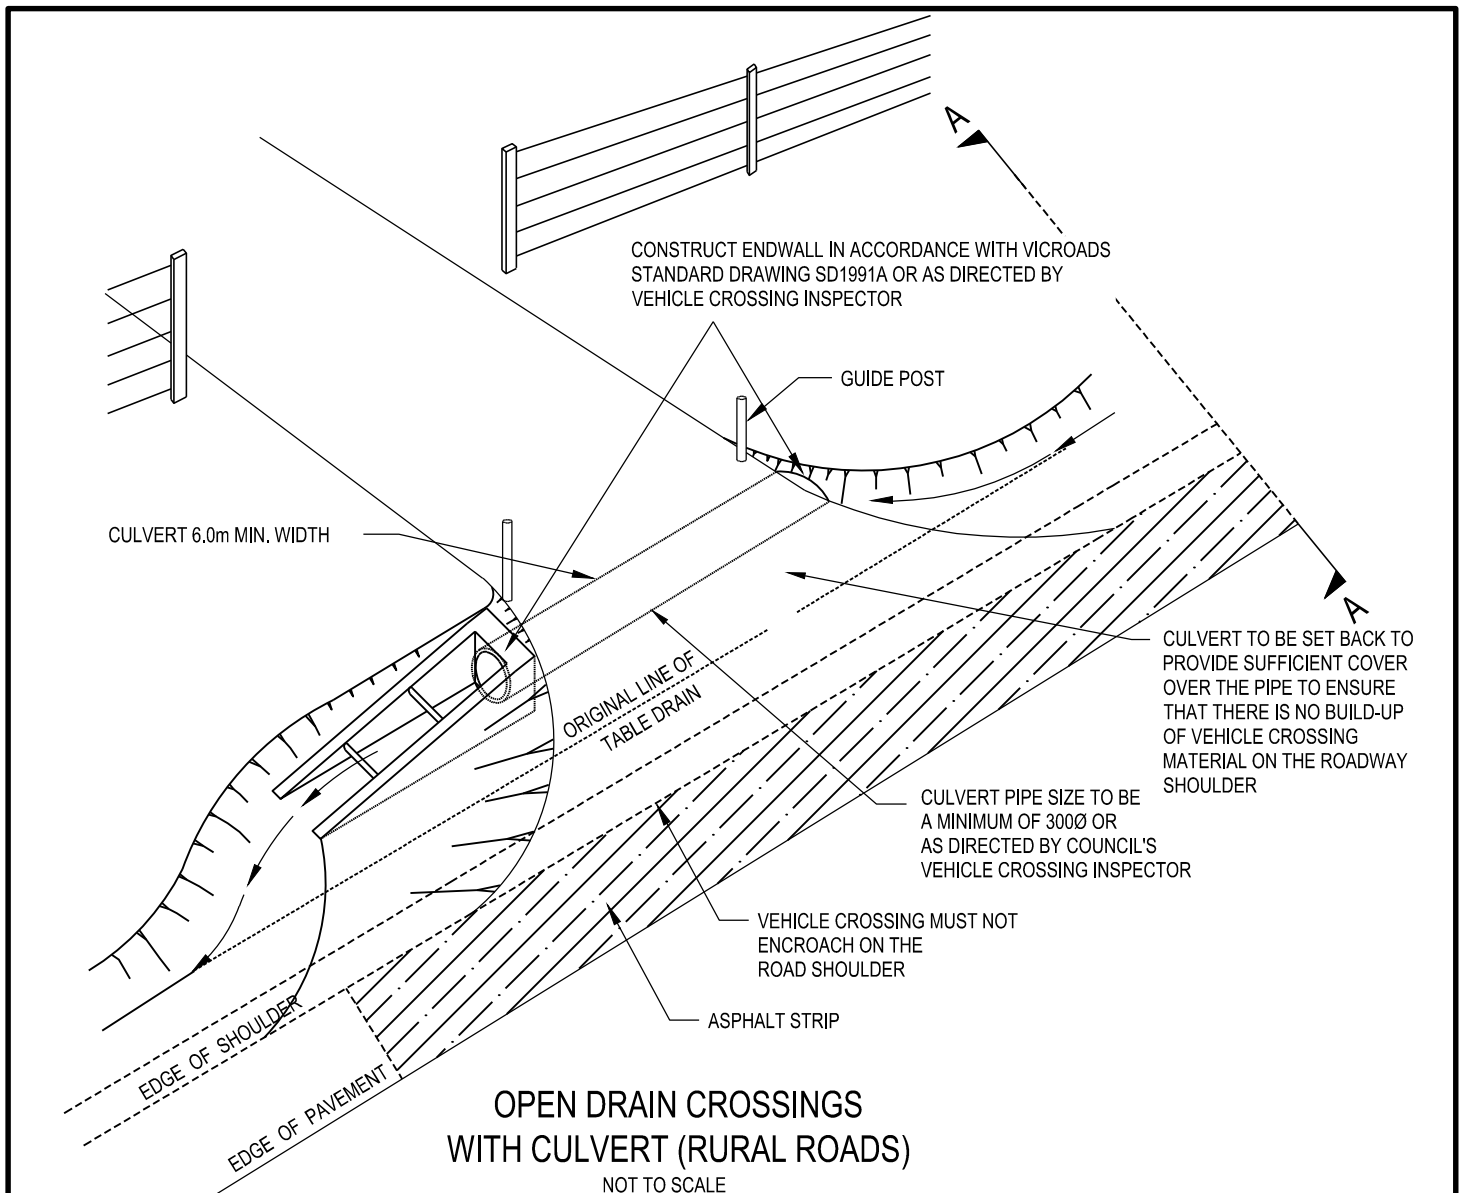 A
CONSTRUCT ENDWALL IN ACCORDANCE WITH VICROADS
STANDARD DRAWING SD1991A OR AS DIRECTED BY
VEHICLE CROSSING INSPECTOR
GUIDE POST
CULVERT 6.0m MIN. WIDTH
A
CULVERT TO BE SET BACK TO
PROVIDE SUFFICIENT COVER
OVER THE PIPE TO ENSURE
THAT THERE IS NO BUILD-UP
OF VEHICLE CROSSING
MATERIAL ON THE ROADWAY
SHOULDER
ORIGINAL LINE OF
TABLE DRAIN
CULVERT PIPE SIZE TO BE
A MINIMUM OF 300Ø OR
AS DIRECTED BY COUNCIL'S
VEHICLE CROSSING INSPECTOR
VEHICLE CROSSING MUST NOT
ENCROACH ON THE
ROAD SHOULDER
ASPHALT STRIP
EDGE OF SHOULDER
EDGE OF PAVEMENT
OPEN DRAIN CROSSINGS
WITH CULVERT (RURAL ROADS)
NOT TO SCALE